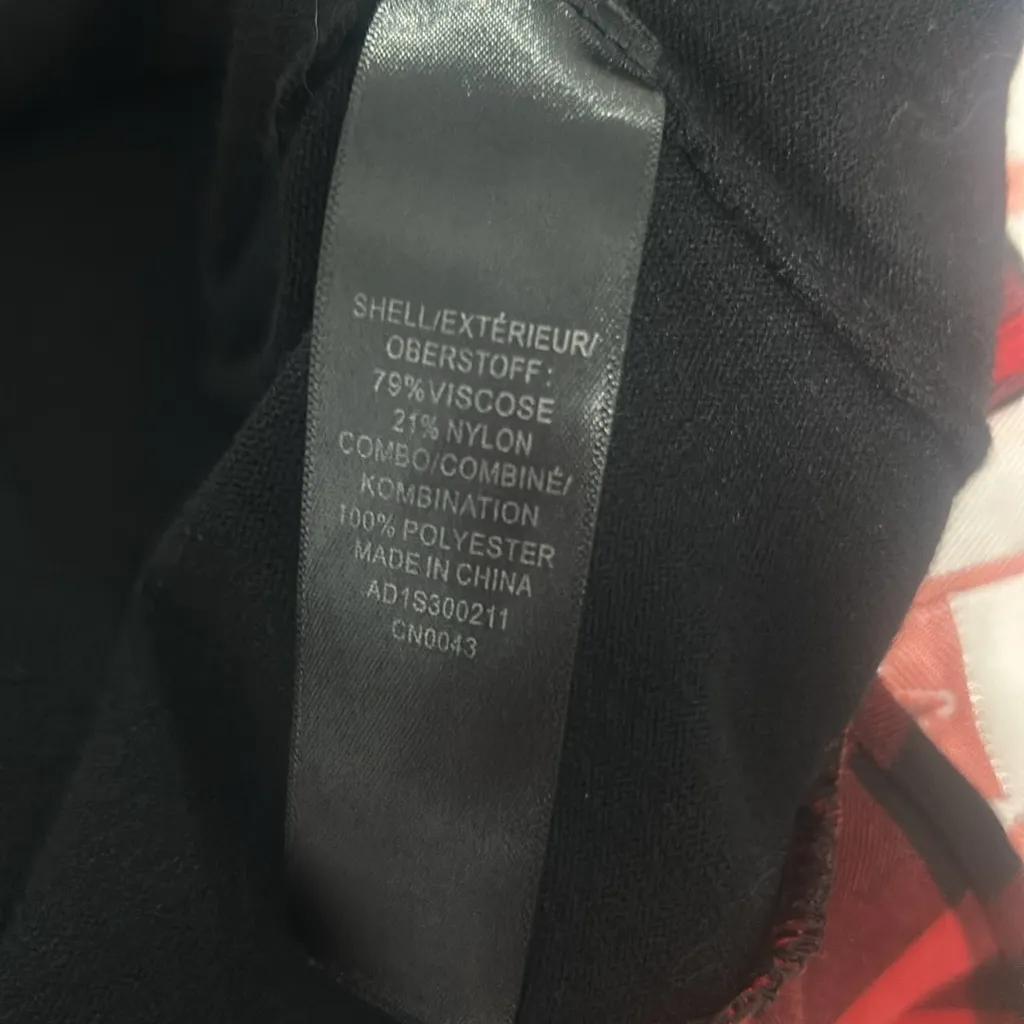 SHELL/EXTÉRIEUR/
OBERSTOFF:
79% VISCOSE
21% NYLON
COMBO/COMBINÉ/
KOMBINATION
100% POLYESTER
MADE IN CHINA
AD1S300211
CN0043